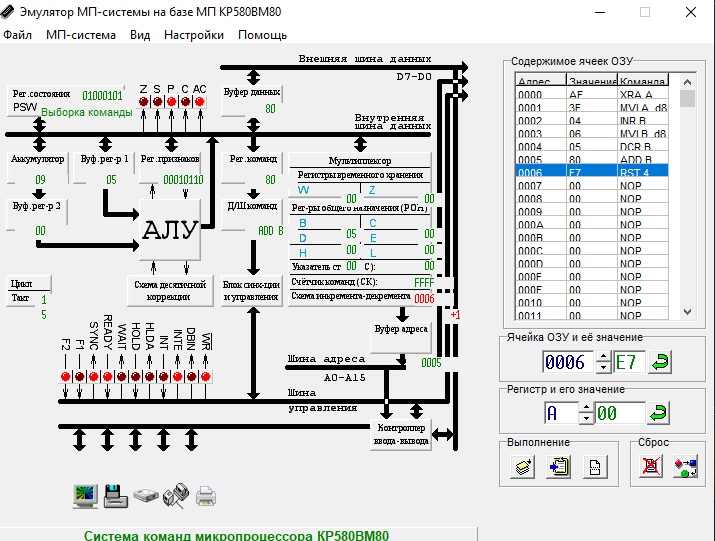 Эмулятор МП-системы на базе МП КР580ВМ80
Файл МП-система Вид Настройки Помощь
Внешняя шина данных
D7-D0
Рег.состояния
PSW
01000101
Выборка команды
Z S P C AC
Буфер данных
80
Внутренняя
шина данных
Аккумулятор
09
Буф.рег-р 1
05
Рег.признаков
00010110
Рег.команд
80
Мультиплексор
Регистры временного хранения
W Z
00 00
Буф.рег-р 2
00
АЛУ
Д/Ш команд
ADD B
Рег-ры общего назначения (РОН)
B C
05 00
D E
00 00
H L
00 00
Указатель ст С):
Счётчик команд (СК): FFFF
Схема инкремента-декремента 0006
+1
Цикл
1
Такт
5
Схема десятичной
коррекции
Блок синх-ции
и управления
Буфер адреса
0005
F2 F1 SYNC READY WAIT HOLD HLDA INT INTE DBIN WR
Шина адреса
A0-A15
Шина
управления
Контроллер
ввода-вывода
Система команд микропроцессора КР580ВМ80
Содержимое ячеек ОЗУ
Адрес Значение Команда
0000 AF XRA A
0001 3E MVI A, d8
0002 04 INR B
0003 06 MVI B, d8
0004 05 DCR B
0005 80 ADD B
0006 E7 RST 4
0007 00 NOP
0008 00 NOP
0009 00 NOP
000A 00 NOP
000B 00 NOP
000C 00 NOP
000D 00 NOP
000E 00 NOP
000F 00 NOP
0010 00 NOP
0011 00 NOP
Ячейка ОЗУ и её значение
0006 E7
Регистр и его значение
A 00
Выполнение
Сброс